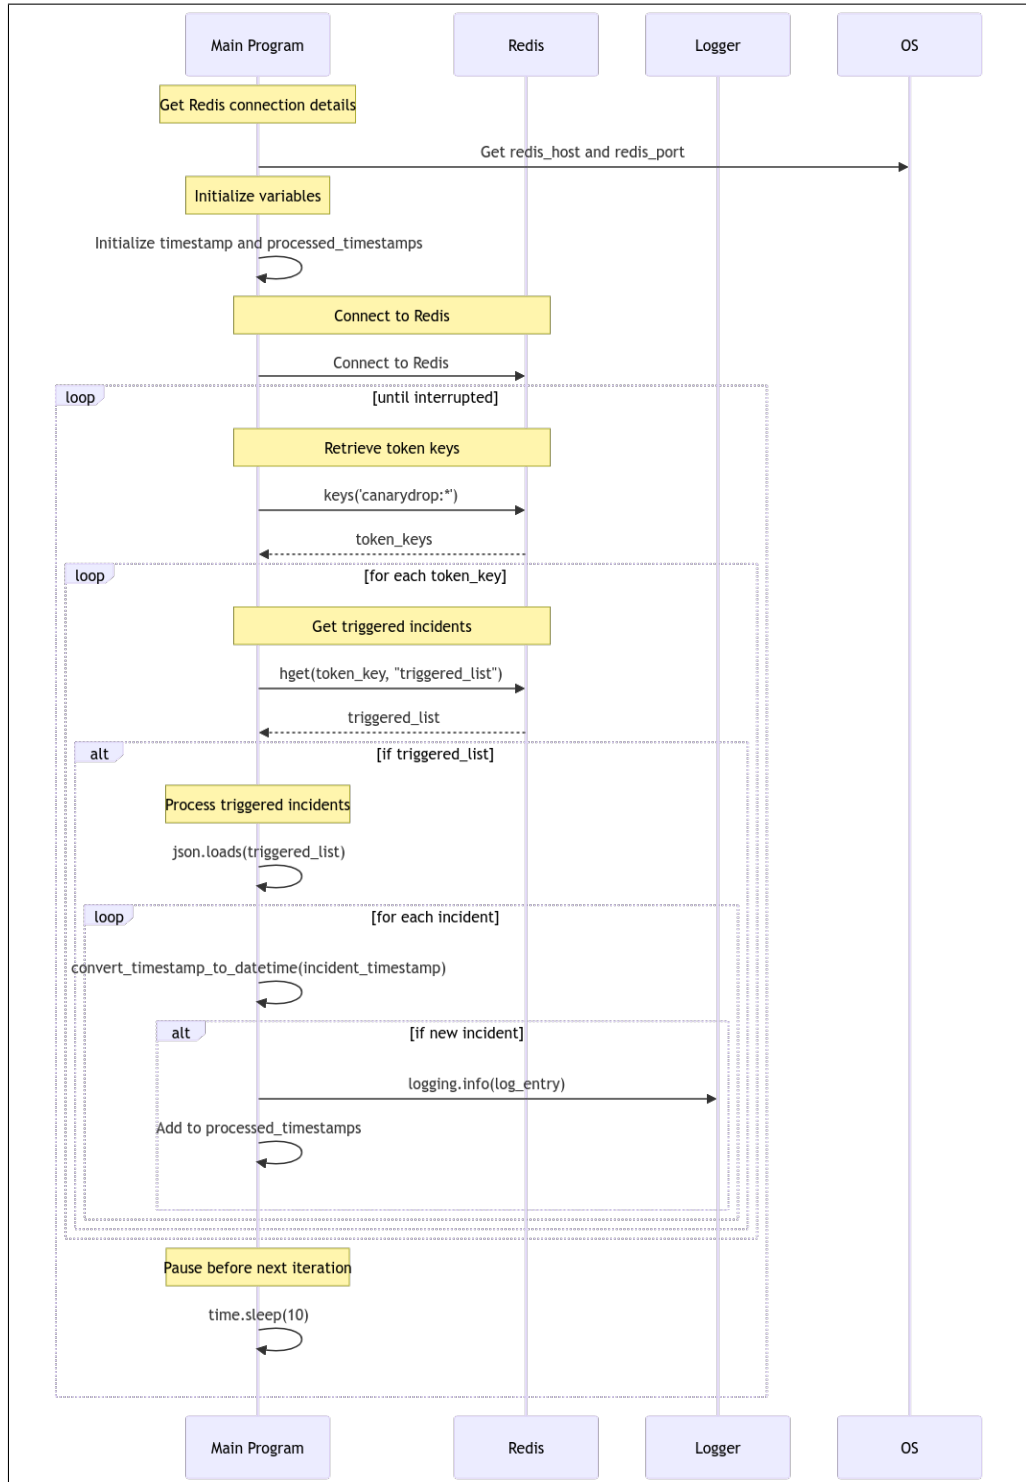 Main Program
Redis
Logger
OS
Get Redis connection details
Get redis_host and redis_port
Initialize variables
Initialize timestamp and processed_timestamps
Connect to Redis
Connect to Redis
loop
[until interrupted]
Retrieve token keys
keys('canarydrop:*')
token_keys
loop
[for each token_key]
Get triggered incidents
hget(token_key, "triggered_list")
triggered_list
alt
[if triggered_list]
Process triggered incidents
json.loads(triggered_list)
loop
[for each incident]
convert_timestamp_to_datetime(incident_timestamp)
alt
[if new incident]
logging.info(log_entry)
Add to processed_timestamps
Pause before next iteration
time.sleep(10)
Main Program
Redis
Logger
OS